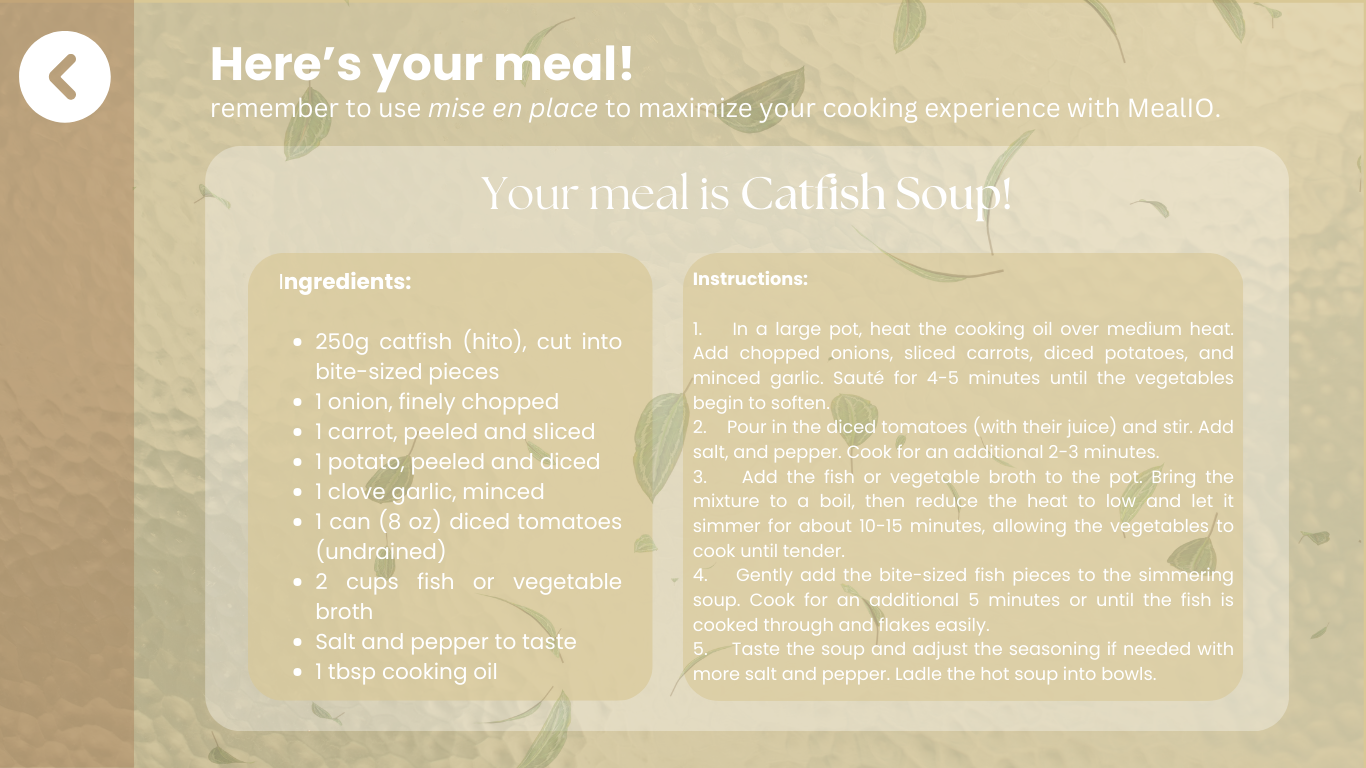 Here's your meal!
remember to use mise en place to maximize your cooking experience with MealIO.
Your meal is Catfish Soup!
Ingredients:
• 250g catfish (hito), cut into
bite-sized pieces
• 1 onion, finely chopped
• 1 carrot, peeled and sliced
• 1 potato, peeled and diced
• 1 clove garlic, minced
• 1 can (8 oz) diced tomatoes
(undrained)
• 2 cups fish or vegetable
broth
• Salt and pepper to taste
• 1 tbsp cooking oil
Instructions:
1. In a large pot, heat the cooking oil over medium heat.
Add chopped onions, sliced carrots, diced potatoes, and
minced garlic. Sauté for 4-5 minutes until the vegetables
begin to soften.
2. Pour in the diced tomatoes (with their juice) and stir. Add
salt, and pepper. Cook for an additional 2-3 minutes.
3. Add the fish or vegetable broth to the pot. Bring the
mixture to a boil, then reduce the heat to low and let it
simmer for about 10-15 minutes, allowing the vegetables to
cook until tender.
4. Gently add the bite-sized fish pieces to the simmering
soup. Cook for an additional 5 minutes or until the fish is
cooked through and flakes easily.
5. Taste the soup and adjust the seasoning if needed with
more salt and pepper. Ladle the hot soup into bowls.